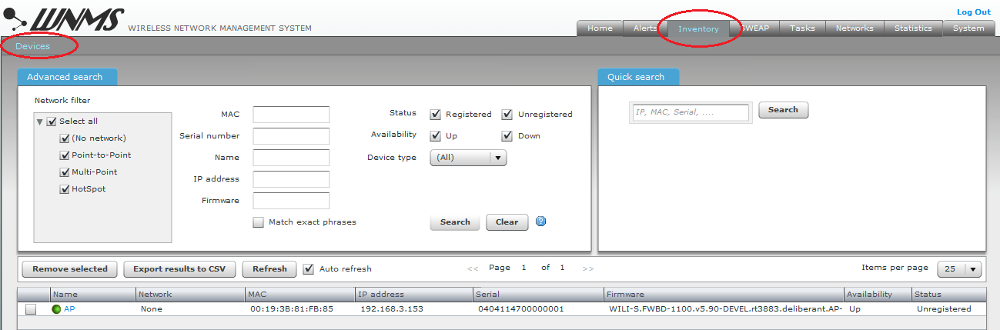 WNMS WIRELESS NETWORK MANAGEMENT SYSTEM
Log Out
Home Alerts Inventory SWEAP Tasks Networks Statistics System
Devices
Advanced search
Network filter
Select all
(No network)
Point-to-Point
Multi-Point
HotSpot
MAC
Serial number
Name
IP address
Firmware
Match exact phrases
Status Registered Unregistered
Availability Up Down
Device type (All)
Search Clear ?
Quick search
IP, MAC, Serial, .... Search
Remove selected Export results to CSV Refresh Auto refresh << Page 1 of 1 >> Items per page 25
Name Network MAC IP address Serial Firmware Availability Status
AP None 00:19:3B:81:FB:85 192.168.3.153 0404114700000001 WILI-S.FWBD-1100.v5.90-DEVEL.rt3883.deliberant.AP- Up Unregistered